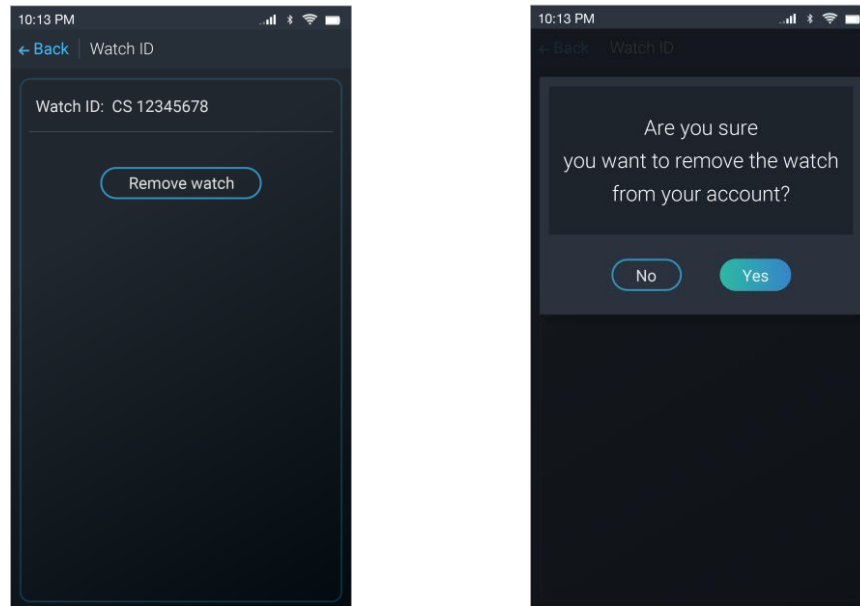 10:13 PM
← Back Watch ID
Watch ID: CS 12345678
Remove watch
10:13 PM
← Back Watch ID
Are you sure
you want to remove the watch
from your account?
No Yes